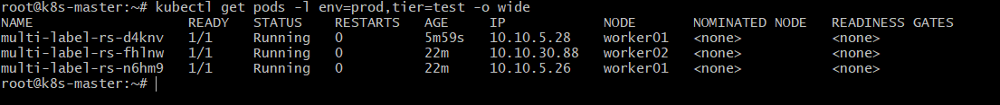 root@k8s-master:~# kubectl get pods -l env=prod,tier=test -o wide
NAME READY STATUS RESTARTS AGE IP NODE NOMINATED NODE READINESS GATES
multi-label-rs-d4knv 1/1 Running 0 5m59s 10.10.5.28 worker01 <none> <none>
multi-label-rs-fhlnw 1/1 Running 0 22m 10.10.30.88 worker02 <none> <none>
multi-label-rs-n6hm9 1/1 Running 0 22m 10.10.5.26 worker01 <none> <none>
root@k8s-master:~#